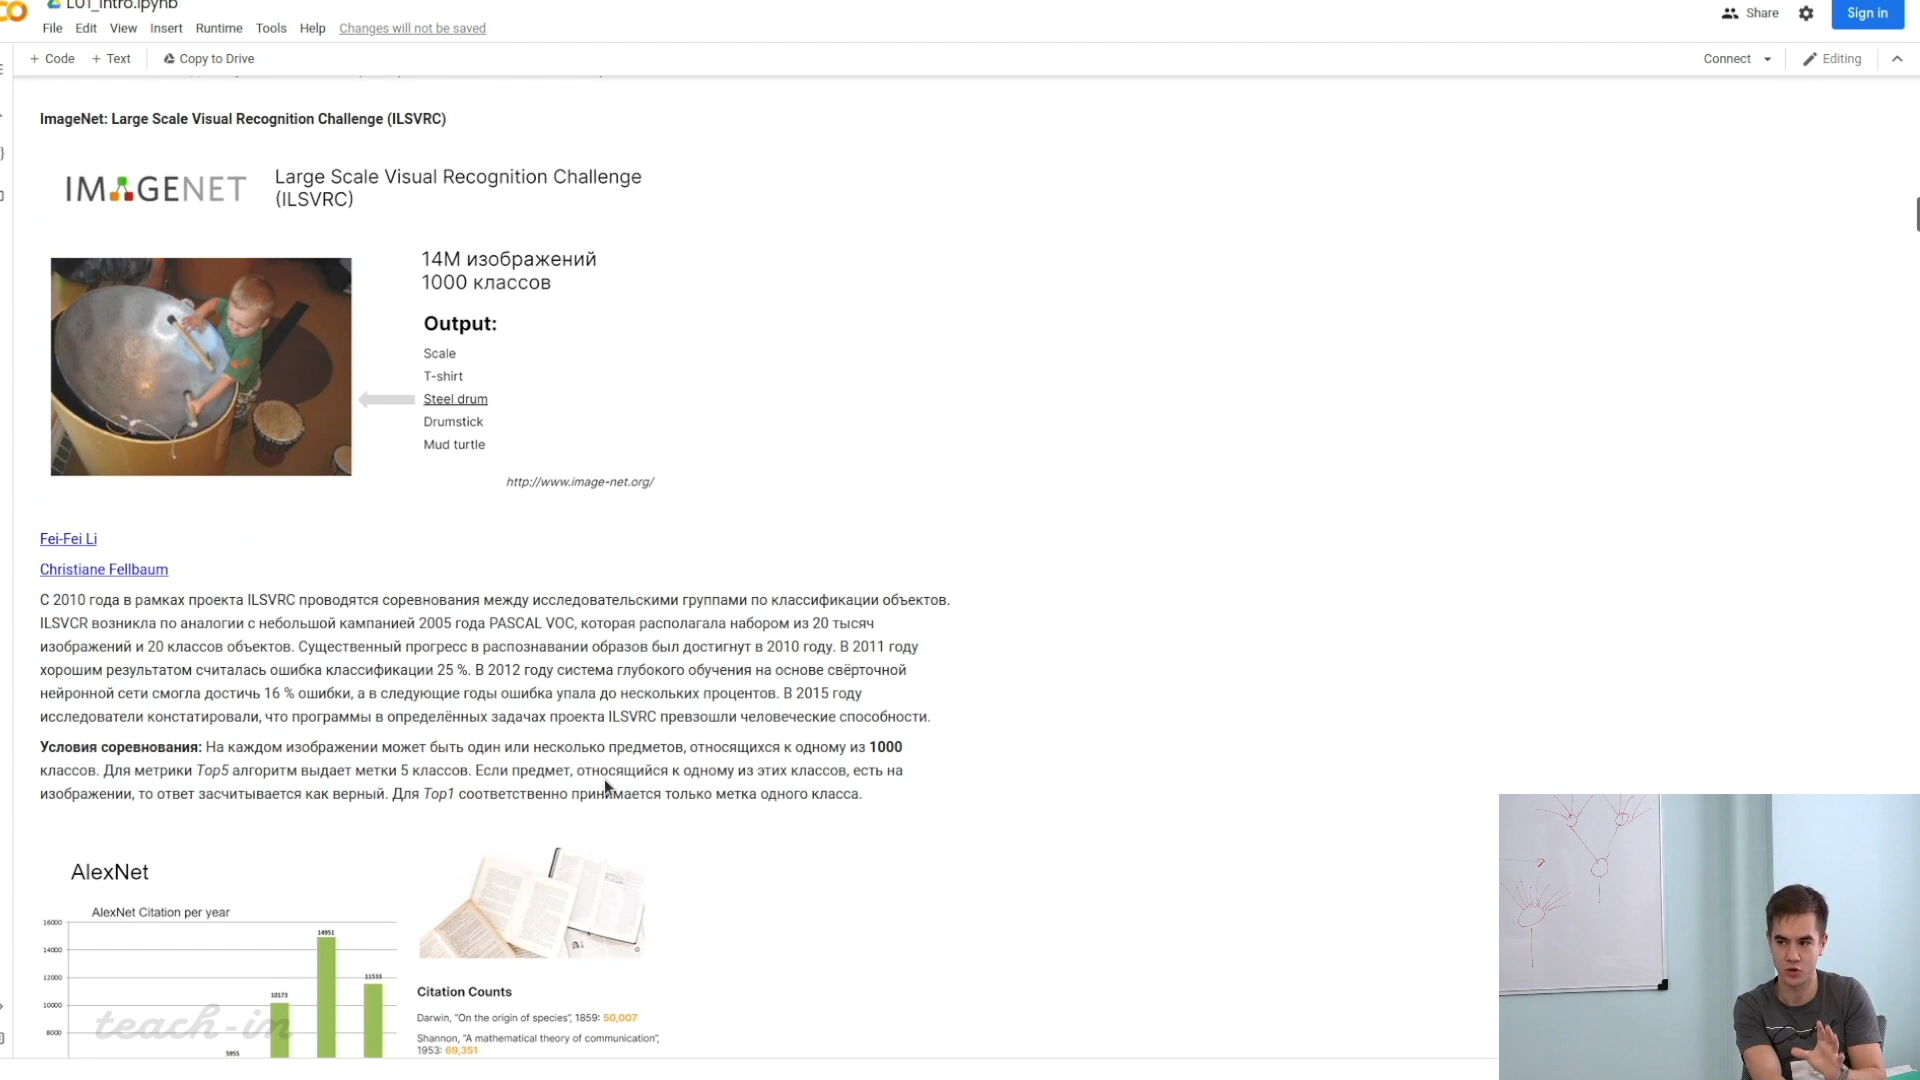 L01_Intro.ipynb
File Edit View Insert Runtime Tools Help Changes will not be saved
Share Sign in
+ Code + Text Copy to Drive
Connect Editing
ImageNet: Large Scale Visual Recognition Challenge (ILSVRC)
IMAGENET
Large Scale Visual Recognition Challenge
(ILSVRC)
14М изображений
1000 классов
Output:
Scale
T-shirt
Steel drum
Drumstick
Mud turtle
http://www.image-net.org/
Fei-Fei Li
Christiane Fellbaum
С 2010 года в рамках проекта ILSVRC проводятся соревнования между исследовательскими группами по классификации объектов.
ILSVCR возникла по аналогии с небольшой кампанией 2005 года PASCAL VOC, которая располагала набором из 20 тысяч
изображений и 20 классов объектов. Существенный прогресс в распознавании образов был достигнут в 2010 году. В 2011 году
хорошим результатом считалась ошибка классификации 25 %. В 2012 году система глубокого обучения на основе свёрточной
нейронной сети смогла достичь 16 % ошибки, а в следующие годы ошибка упала до нескольких процентов. В 2015 году
исследователи констатировали, что программы в определённых задачах проекта ILSVRC превзошли человеческие способности.
Условия соревнования: На каждом изображении может быть один или несколько предметов, относящихся к одному из 1000
классов. Для метрики Top5 алгоритм выдает метки 5 классов. Если предмет, относящийся к одному из этих классов, есть на
изображении, то ответ засчитывается как верный. Для Top1 соответственно принимается только метка одного класса.
AlexNet
AlexNet Citation per year
16000
14000
12000
10000
8000
14951
11533
10173
5955
teach-in
Citation Counts
Darwin, "On the origin of species", 1859: 50,007
Shannon, "A mathematical theory of communication",
1953: 69,351